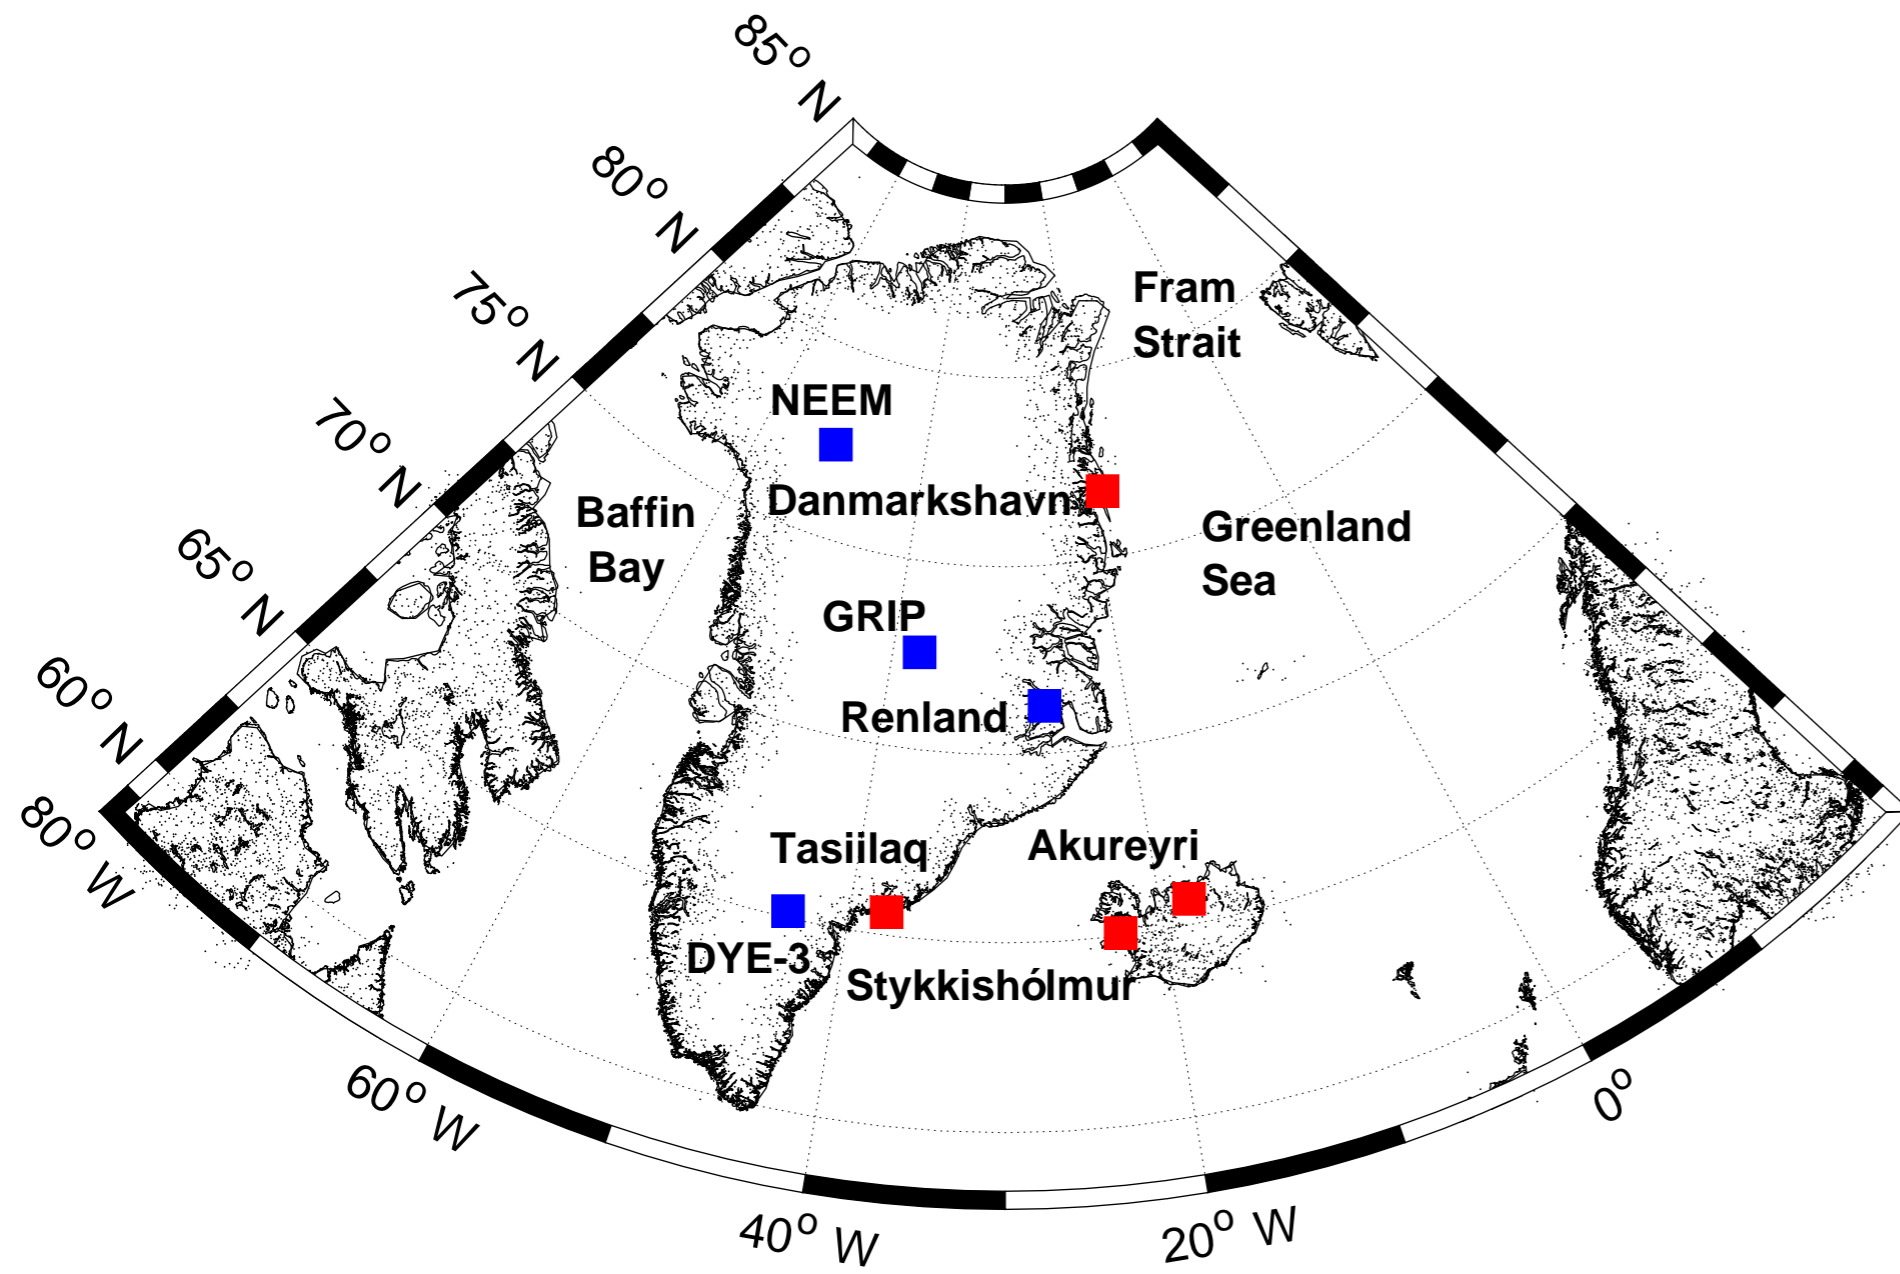 85° N
80° N
75° N
70° N
65° N
60° N
80° W
60° W
40° W
20° W
0°
Fram
Strait
NEEM
Danmarkshavn
Baffin
Bay
Greenland
Sea
GRIP
Renland
Tasiilaq
Akureyri
DYE-3
Stykkishólmur